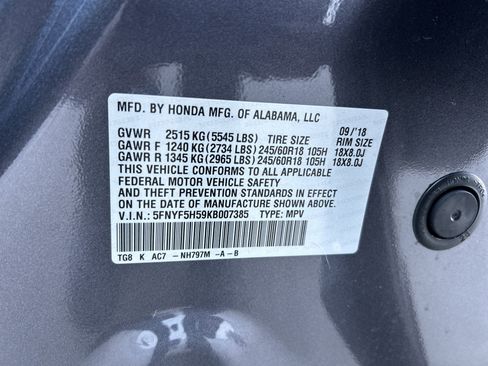 MFD. BY HONDA MFG. OF ALABAMA, LLC
09/'18
GVWR 2515 KG (5545 LBS) TIRE SIZE RIM SIZE
GAWR F 1240 KG (2734 LBS) 245/60R18 105H 18X8.0J
GAWR R 1345 KG (2965 LBS) 245/60R18 105H 18X8.0J
THIS VEHICLE CONFORMS TO ALL APPLICABLE
FEDERAL MOTOR VEHICLE SAFETY
AND THEFT PREVENTION STANDARDS IN EFFECT ON
THE DATE OF MANUFACTURE SHOWN ABOVE.
V.I.N.: 5FNYF5H59KB007385 TYPE: MPV
TG8 K AC7 - NH797M -A-B